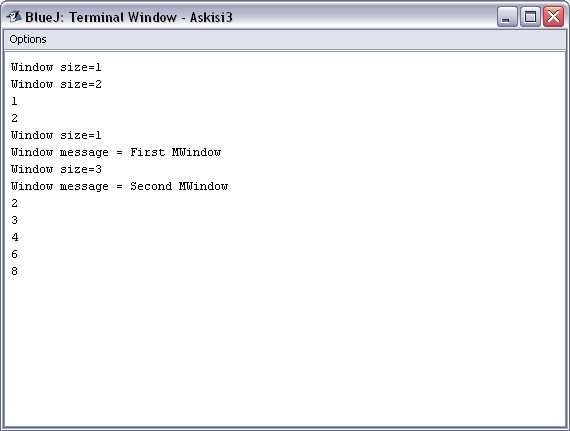 BlueJ: Terminal Window - Askisi3
Options
Window size=1
Window size=2
1
2
Window size=1
Window message = First MWindow
Window size=3
Window message = Second MWindow
2
3
4
6
8